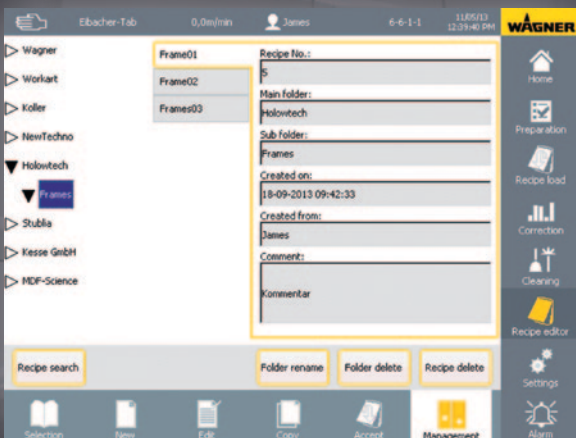 Eibacher-Tab 0,0m/min James 6-6-1-1 11/05/13 12:39:40 PM WAGNER
Wagner
Workart
Koller
NewTechno
Holowtech
Frames
Stublia
Kesse GmbH
MDF-Science
Frame01
Frame02
Frames03
Recipe No.:
5
Main folder:
Holowtech
Sub folder:
Frames
Created on:
18-09-2013 09:42:33
Created from:
James
Comment:
Kommentar
Home
Preparation
Recipe load
Correction
Cleaning
Recipe editor
Settings
Alarm
Recipe search Folder rename Folder delete Recipe delete
Selection New Edit Copy Accept Management